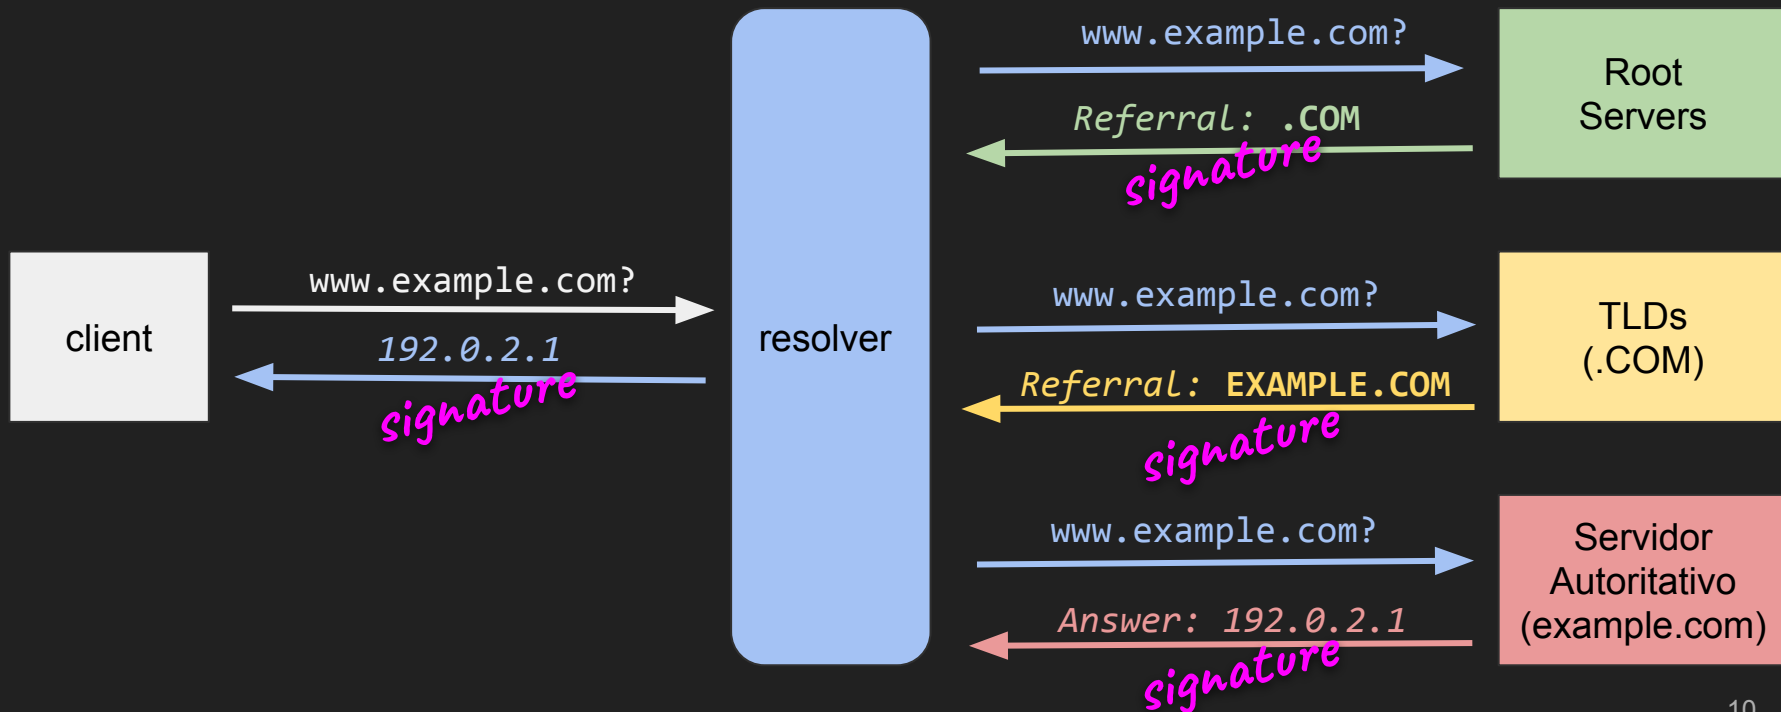 client
www.example.com?
192.0.2.1
signature
resolver
www.example.com?
Referral: .COM
signature
Root
Servers
www.example.com?
Referral: EXAMPLE.COM
signature
TLDs
(.COM)
www.example.com?
Answer: 192.0.2.1
signature
Servidor
Autoritativo
(example.com)
10